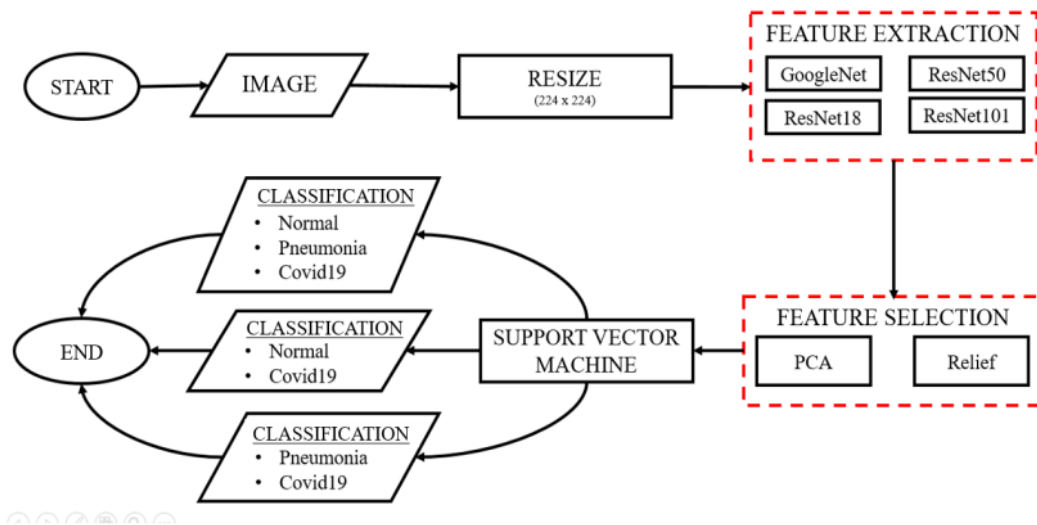 START
IMAGE
RESIZE
(224 x 224)
FEATURE EXTRACTION
GoogleNet
ResNet50
ResNet18
ResNet101
FEATURE SELECTION
PCA
Relief
SUPPORT VECTOR
MACHINE
CLASSIFICATION
• Normal
• Pneumonia
• Covid19
CLASSIFICATION
• Normal
• Covid19
CLASSIFICATION
• Pneumonia
• Covid19
END